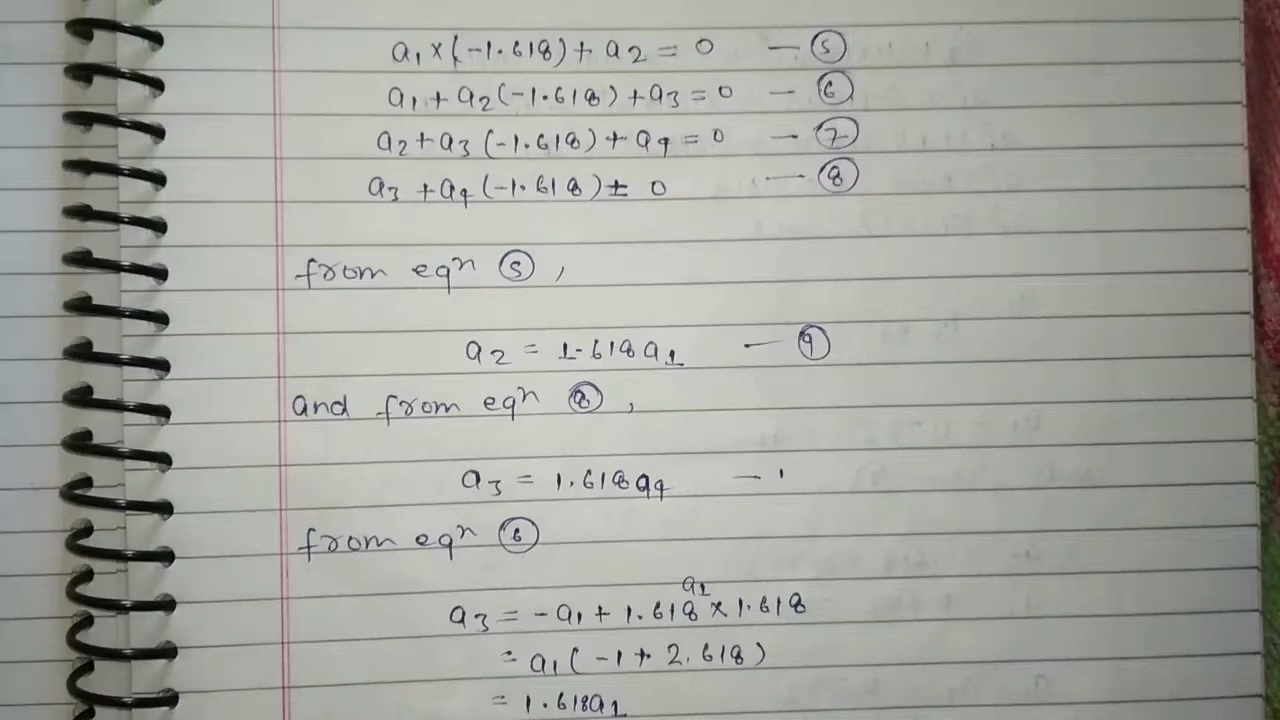 a₁ × (-1.618) + a₂ = 0 — ⑤
a₁ + a₂ (-1.618) + a₃ = 0 — ⑥
a₂ + a₃ (-1.618) + a₄ = 0 — ⑦
a₃ + a₄ (-1.618) ± 0 — ⑧
from eqⁿ ⑤ ,
a₂ = 1.618 a₁ — ⑨
and from eqⁿ ⑧ ,
a₃ = 1.618 a₄ — '
from eqⁿ ⑥
a₁
a₃ = - a₁ + 1.618 × 1.618
= a₁ ( -1 + 2.618 )
= 1.618 a₁